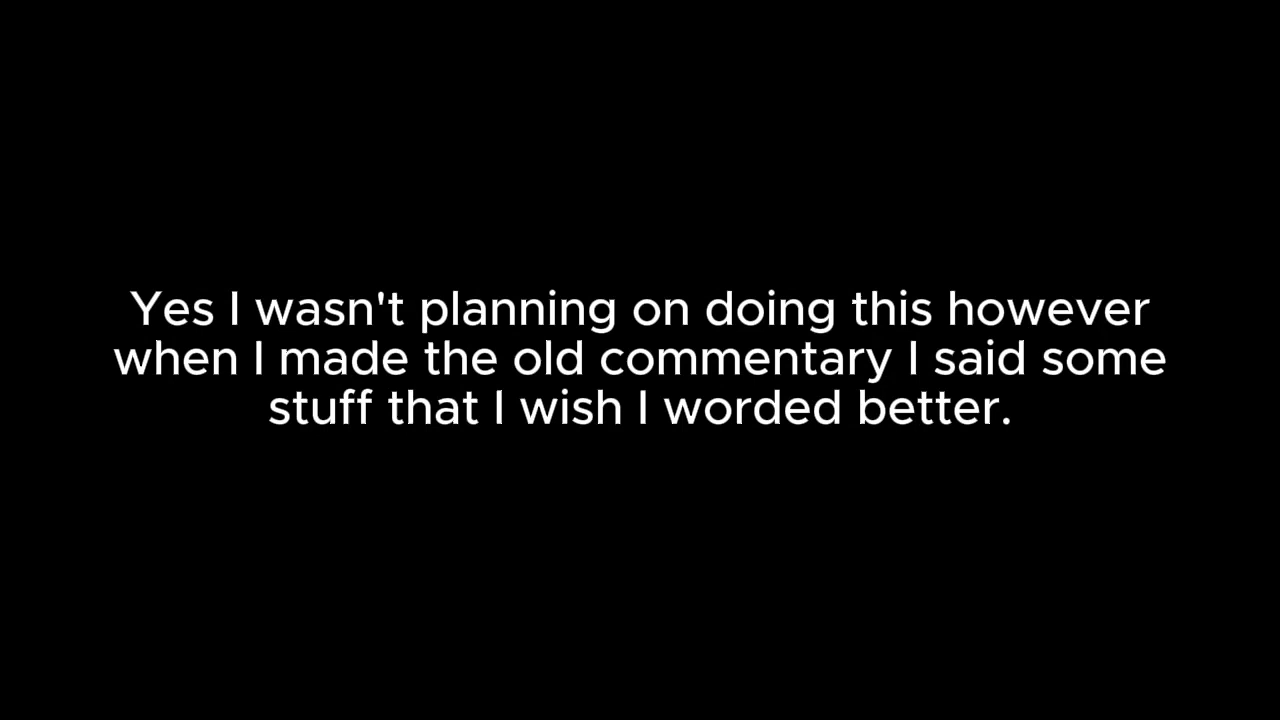 Yes I wasn't planning on doing this however
when I made the old commentary I said some
stuff that I wish I worded better.